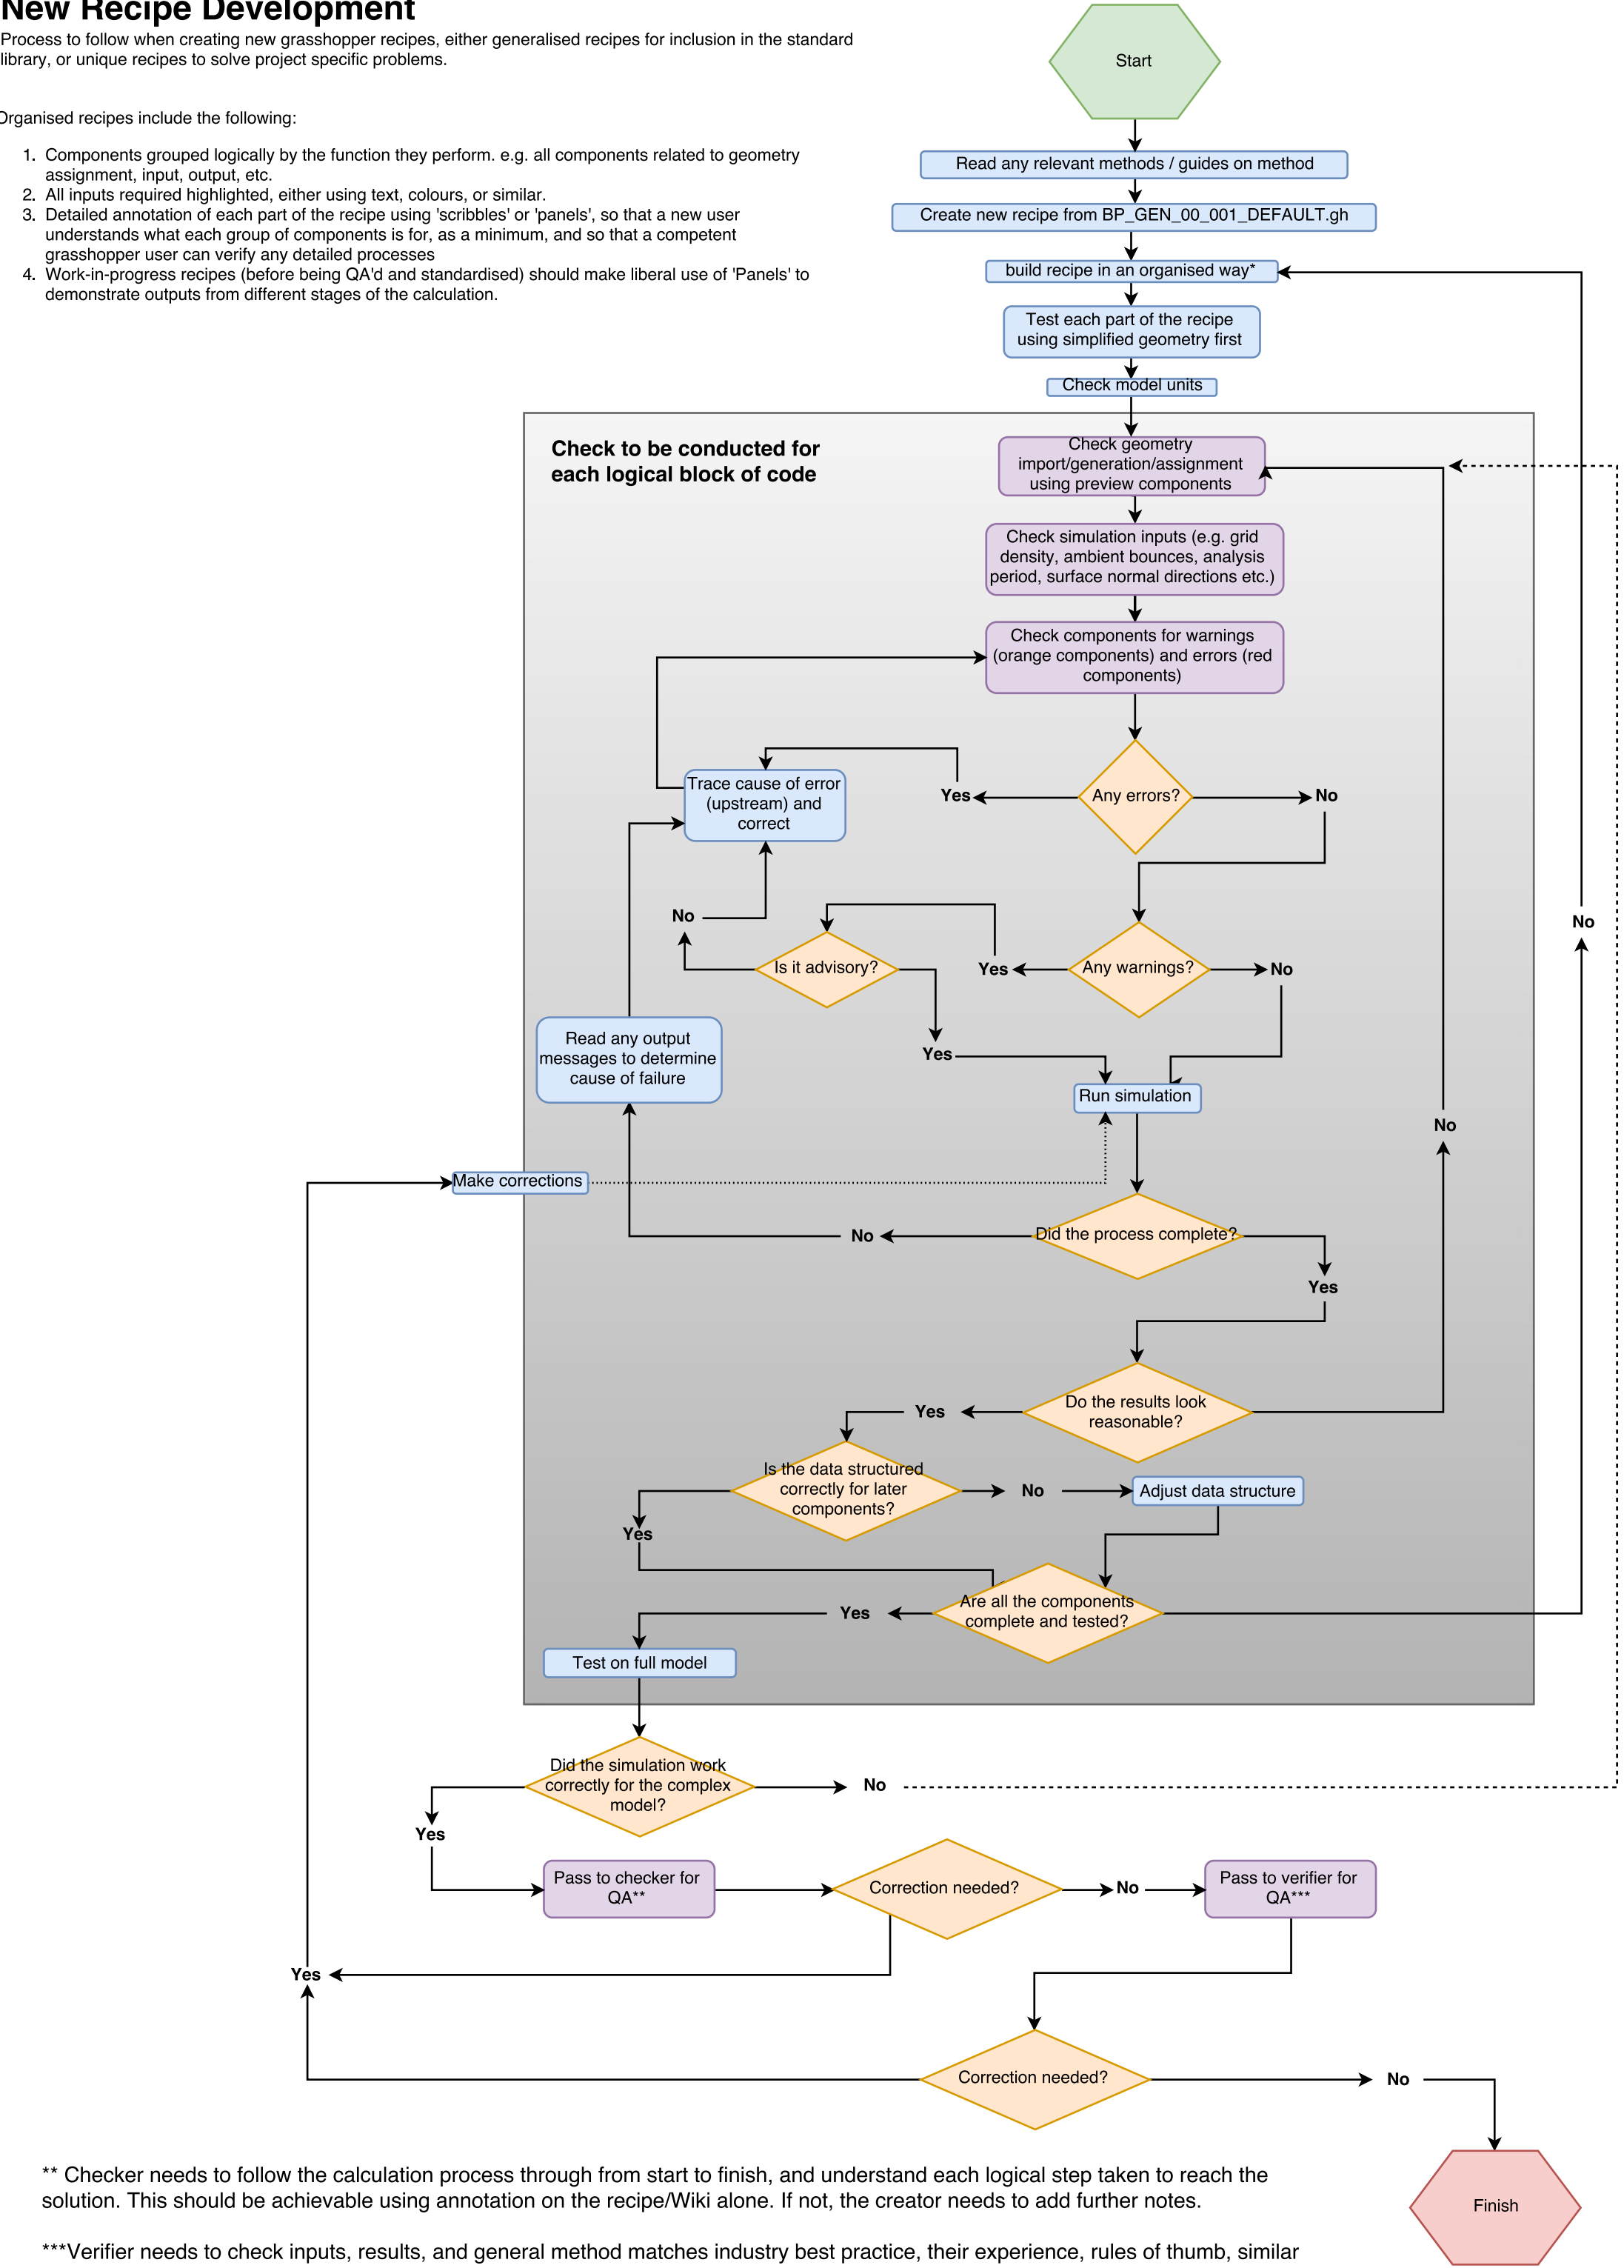 New Recipe Development
Process to follow when creating new grasshopper recipes, either generalised recipes for inclusion in the standard
library, or unique recipes to solve project specific problems.
Organised recipes include the following:
1. Components grouped logically by the function they perform. e.g. all components related to geometry
assignment, input, output, etc.
2. All inputs required highlighted, either using text, colours, or similar.
3. Detailed annotation of each part of the recipe using 'scribbles' or 'panels', so that a new user
understands what each group of components is for, as a minimum, and so that a competent
grasshopper user can verify any detailed processes
4. Work-in-progress recipes (before being QA'd and standardised) should make liberal use of 'Panels' to
demonstrate outputs from different stages of the calculation.
Start
Read any relevant methods / guides on method
Create new recipe from BP_GEN_00_001_DEFAULT.gh
build recipe in an organised way*
Test each part of the recipe
using simplified geometry first
Check model units
Check to be conducted for
each logical block of code
Check geometry
import/generation/assignment
using preview components
Check simulation inputs (e.g. grid
density, ambient bounces, analysis
period, surface normal directions etc.)
Check components for warnings
(orange components) and errors (red
components)
Trace cause of error
(upstream) and
correct
Yes
Any errors?
No
No
Is it advisory?
Yes
Any warnings?
No
No
Read any output
messages to determine
cause of failure
Yes
Run simulation
No
Make corrections
No
Did the process complete?
Yes
Yes
Do the results look
reasonable?
Is the data structured
correctly for later
components?
No
Adjust data structure
Yes
Yes
Are all the components
complete and tested?
Test on full model
Did the simulation work
correctly for the complex
model?
No
Yes
Pass to checker for
QA**
Correction needed?
No
Pass to verifier for
QA***
Yes
Correction needed?
No
** Checker needs to follow the calculation process through from start to finish, and understand each logical step taken to reach the
solution. This should be achievable using annotation on the recipe/Wiki alone. If not, the creator needs to add further notes.
Finish
***Verifier needs to check inputs, results, and general method matches industry best practice, their experience, rules of thumb, similar